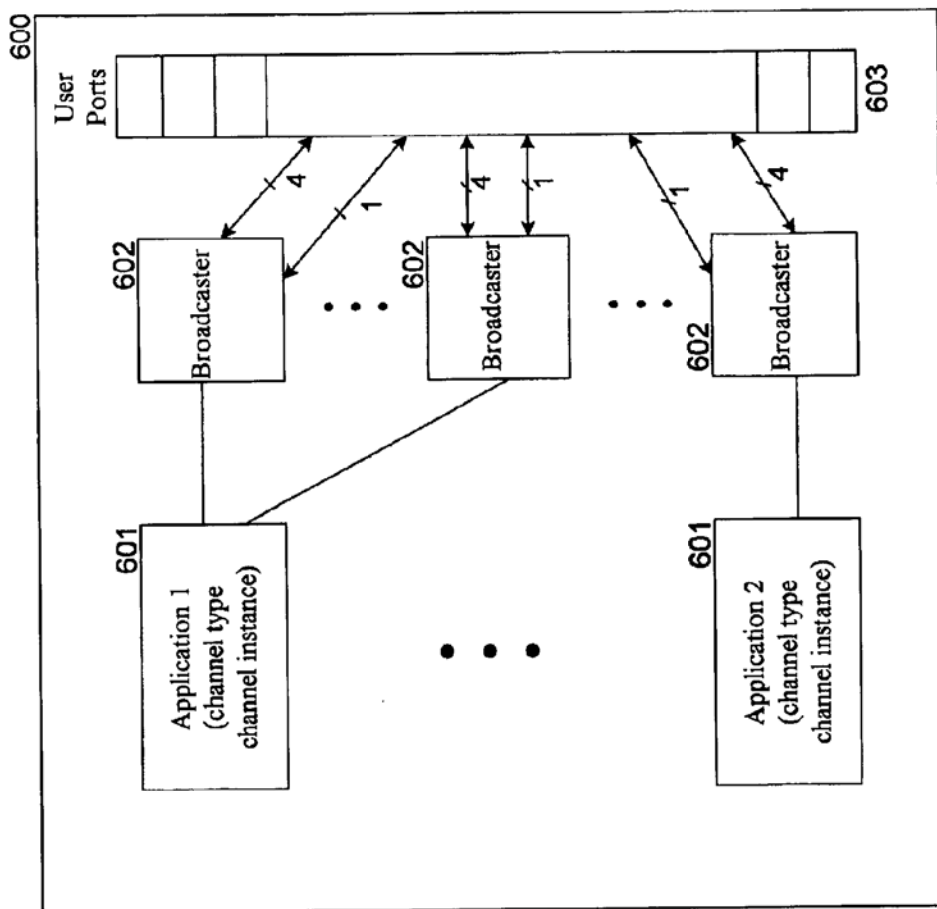 600
User
Ports
603
4
1
4
1
1
4
602
Broadcaster
602
Broadcaster
602
Broadcaster
601
Application 1
(channel type
channel instance)
601
Application 2
(channel type
channel instance)